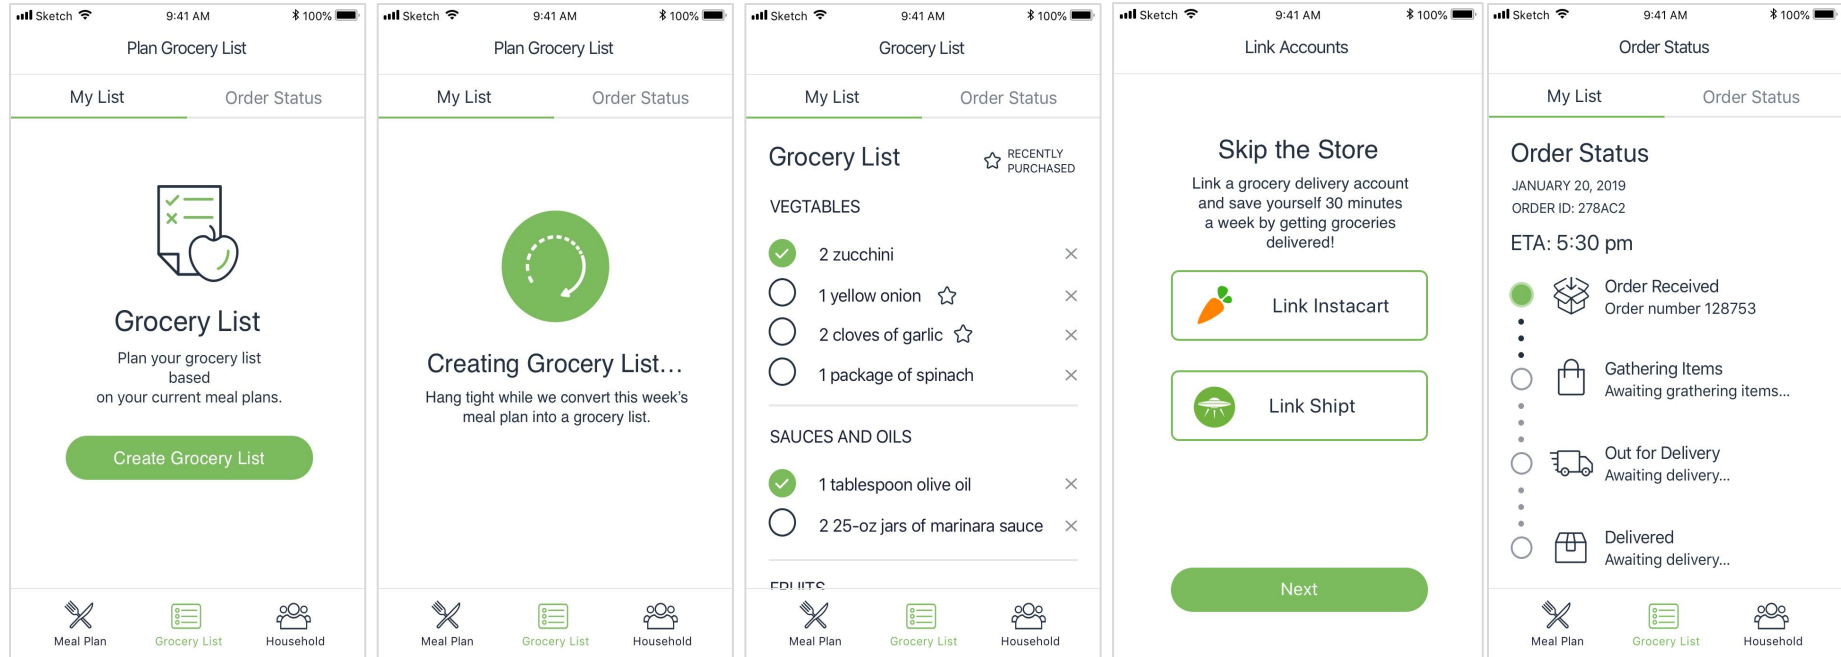 Sketch 9:41 AM 100%
Plan Grocery List
My List Order Status
Grocery List
Plan your grocery list
based
on your current meal plans.
Create Grocery List
Meal Plan Grocery List Household
Sketch 9:41 AM 100%
Plan Grocery List
My List Order Status
Creating Grocery List...
Hang tight while we convert this week's
meal plan into a grocery list.
Meal Plan Grocery List Household
Sketch 9:41 AM 100%
Grocery List
My List Order Status
Grocery List
RECENTLY
PURCHASED
VEGTABLES
2 zucchini
1 yellow onion
2 cloves of garlic
1 package of spinach
SAUCES AND OILS
1 tablespoon olive oil
2 25-oz jars of marinara sauce
FRUITS
Meal Plan Grocery List Household
Sketch 9:41 AM 100%
Link Accounts
Skip the Store
Link a grocery delivery account
and save yourself 30 minutes
a week by getting groceries
delivered!
Link Instacart
Link Shipt
Next
Sketch 9:41 AM 100%
Order Status
My List Order Status
Order Status
JANUARY 20, 2019
ORDER ID: 278AC2
ETA: 5:30 pm
Order Received
Order number 128753
Gathering Items
Awaiting grathering items...
Out for Delivery
Awaiting delivery...
Delivered
Awaiting delivery...
Meal Plan Grocery List Household